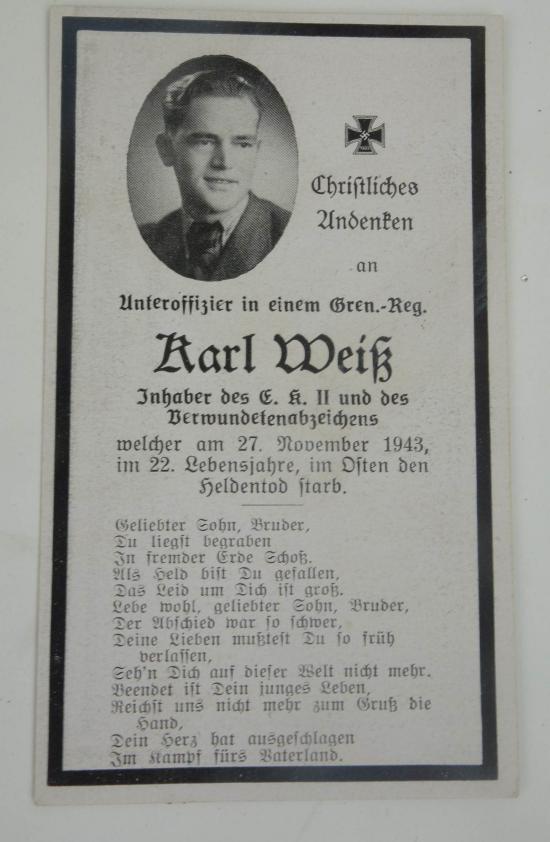 Christliches
Andenken
an
Unteroffizier in einem Gren.-Reg.
Karl Weiß
Inhaber des E. K. II und des
Verwundetenabzeichens
welcher am 27. November 1943,
im 22. Lebensjahre, im Osten den
Heldentod starb.
Geliebter Sohn, Bruder,
Du liegst begraben
In fremder Erde Schoß.
Als Held bist Du gefallen,
Das Leid um Dich ist groß.
Lebe wohl, geliebter Sohn, Bruder,
Der Abschied war so schwer,
Deine Lieben mußtest Du so früh
verlassen,
Seh'n Dich auf dieser Welt nicht mehr.
Beendet ist Dein junges Leben,
Reichst uns nicht mehr zum Gruß die
Hand,
Dein Herz hat ausgeschlagen
Im Kampf fürs Vaterland.